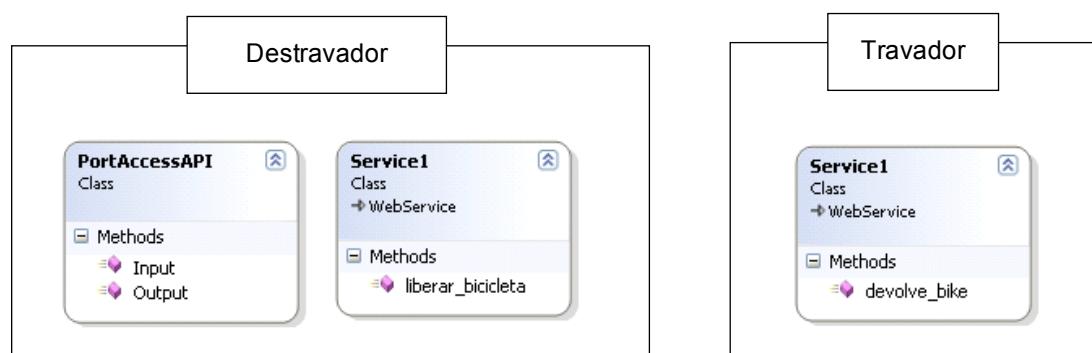 Destravador
PortAccessAPI
Class
Methods
Input
Output
Service1
Class
WebService
Methods
liberar_bicicleta
Travador
Service1
Class
WebService
Methods
devolve_bike